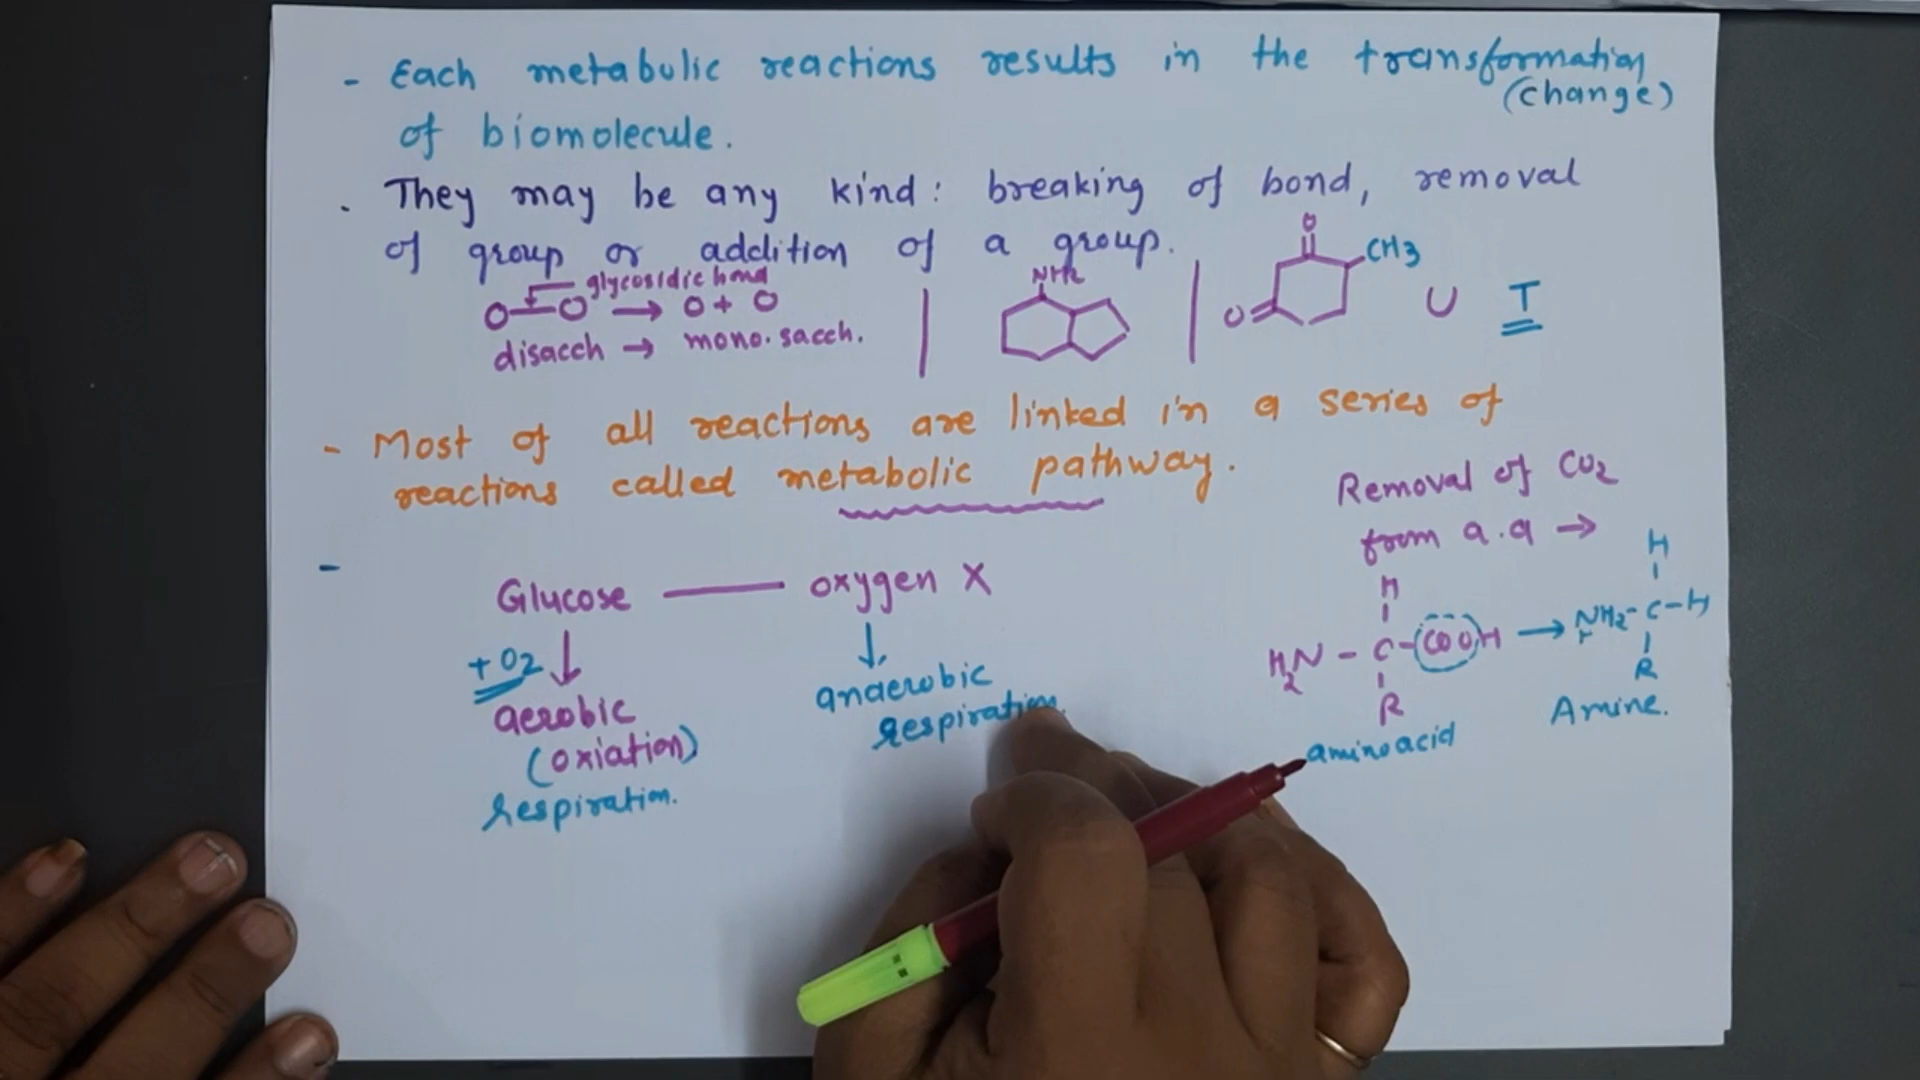 - Each metabolic reactions results in the transformation
(change)
of biomolecule.
. They may be any kind: breaking of bond, removal
of group or addition of a group.
glycosidic bond
O—O → O + O
disacch → mono.sacch.
NH2
O
CH3
O
U T
- Most of all reactions are linked in a series of
reactions called metabolic pathway.
Removal of CO2
from a.a →
-
Glucose — oxygen X
+O2
aerobic
(oxiation)
respiration.
anaerobic
respiration.
H
H2N - C - COOH → NH2 - C - H
H
R
R
aminoacid
Amine.